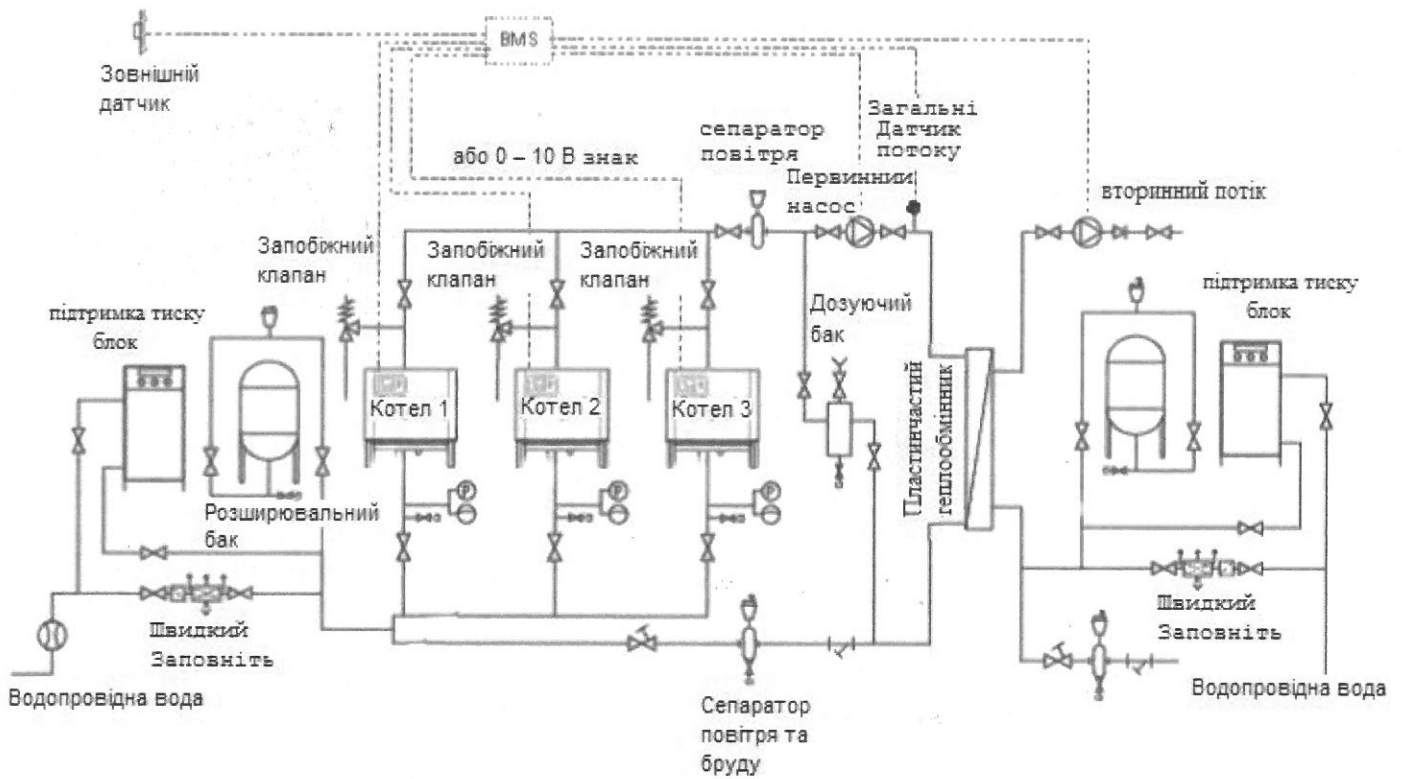 BMS
Зовнішній
датчик
або 0 – 10 В знак
сепаратор
повітря
Загальні
Датчик
потоку
Первинний
насос
вторинний потік
Запобіжний
клапан
Запобіжний
клапан
Запобіжний
клапан
підтримка тиску
блок
Дозуючий
бак
підтримка тиску
блок
Котел 1
Котел 2
Котел 3
Пластинчастий
теплообмінник
P
P
P
Розширювальний
бак
Швидкий
Заповніть
Швидкий
Заповніть
Водопровідна вода
Сепаратор
повітря та
бруду
Водопровідна вода